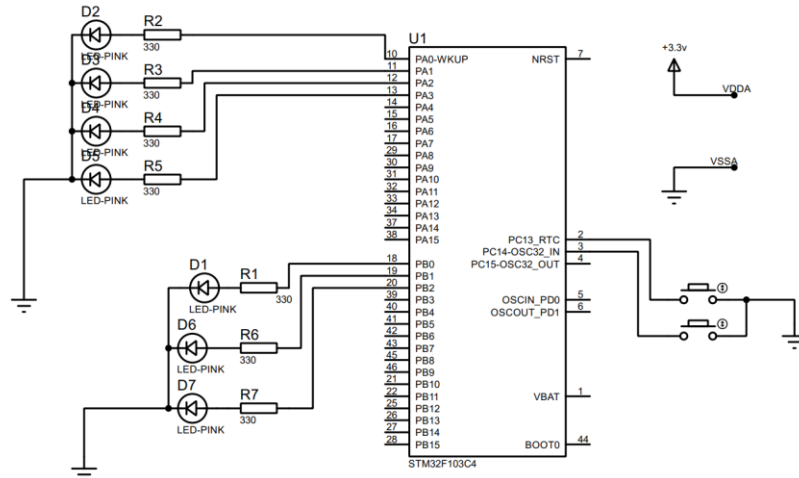 D2
R2
LED-PINK
330
D3
R3
LED-PINK
330
D4
R4
LED-PINK
330
D5
R5
LED-PINK
330
D1
R1
LED-PINK
330
D6
R6
LED-PINK
330
D7
R7
LED-PINK
330
U1
10 PA0-WKUP
11 PA1
12 PA2
13 PA3
14 PA4
15 PA5
16 PA6
17 PA7
29 PA8
30 PA9
31 PA10
32 PA11
33 PA12
34 PA13
37 PA14
38 PA15
18 PB0
19 PB1
20 PB2
39 PB3
40 PB4
41 PB5
42 PB6
43 PB7
45 PB8
46 PB9
21 PB10
22 PB11
25 PB12
26 PB13
27 PB14
28 PB15
NRST 7
PC13_RTC 2
PC14-OSC32_IN 3
PC15-OSC32_OUT 4
OSCIN_PD0 5
OSCOUT_PD1 6
VBAT 1
BOOT0 44
STM32F103C4
+3.3v
VDDA
VSSA